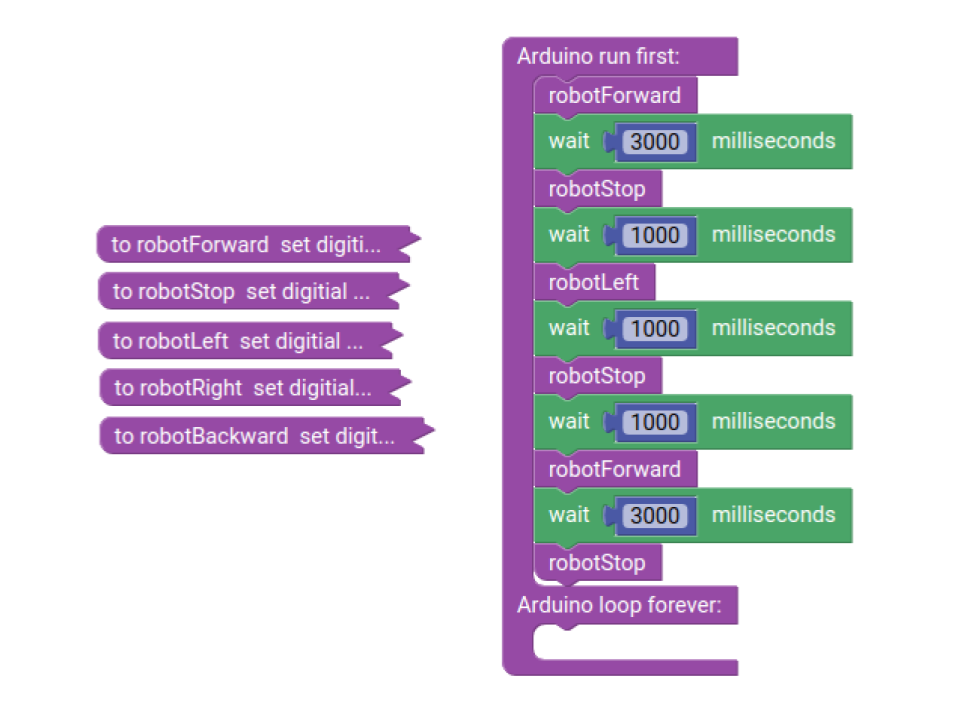 to robotForward set digiti...
to robotStop set digitial ...
to robotLeft set digitial ...
to robotRight set digitial...
to robotBackward set digit...
Arduino run first:
robotForward
wait 3000 milliseconds
robotStop
wait 1000 milliseconds
robotLeft
wait 1000 milliseconds
robotStop
wait 1000 milliseconds
robotForward
wait 3000 milliseconds
robotStop
Arduino loop forever: